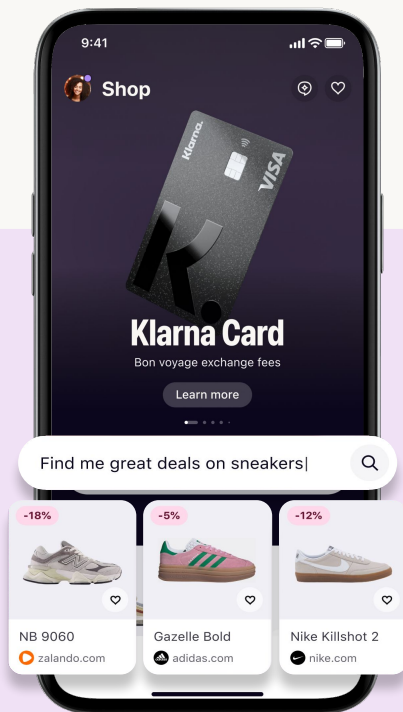 9:41
Shop
Klarna.
VISA
K.
Klarna Card
Bon voyage exchange fees
Learn more
Find me great deals on sneakers
-18%
-5%
-12%
NB 9060
Gazelle Bold
Nike Killshot 2
zalando.com
adidas.com
nike.com